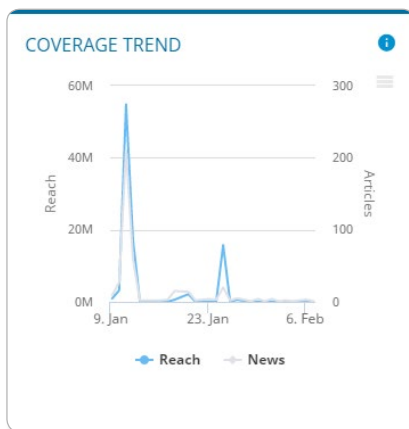 COVERAGE TREND
60M
300
40M
200
20M
100
0M
0
Reach
Articles
9. Jan
23. Jan
6. Feb
Reach
News